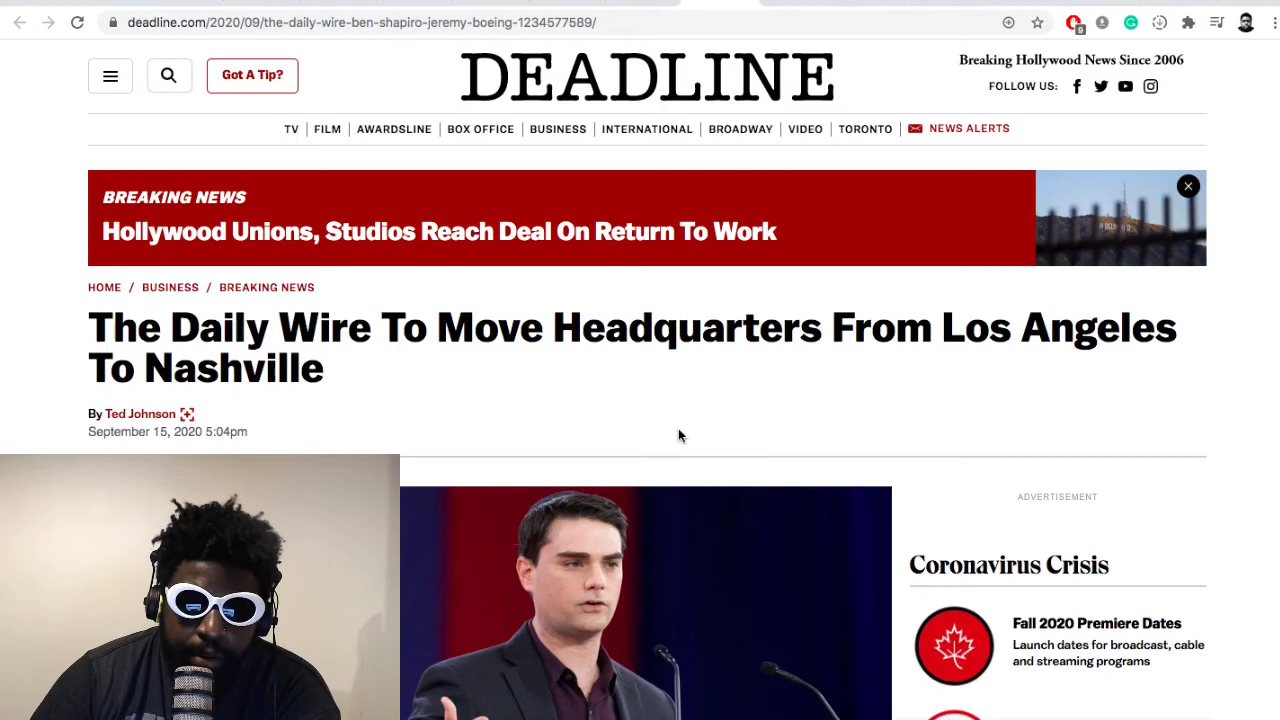 deadline.com/2020/09/the-daily-wire-ben-shapiro-jeremy-boeing-1234577589/
9
Got A Tip?
DEADLINE
Breaking Hollywood News Since 2006
FOLLOW US:
TV | FILM | AWARDSLINE | BOX OFFICE | BUSINESS | INTERNATIONAL | BROADWAY | VIDEO | TORONTO | NEWS ALERTS
BREAKING NEWS
Hollywood Unions, Studios Reach Deal On Return To Work
HOME / BUSINESS / BREAKING NEWS
The Daily Wire To Move Headquarters From Los Angeles
To Nashville
By Ted Johnson
September 15, 2020 5:04pm
ADVERTISEMENT
Coronavirus Crisis
Fall 2020 Premiere Dates
Launch dates for broadcast, cable
and streaming programs